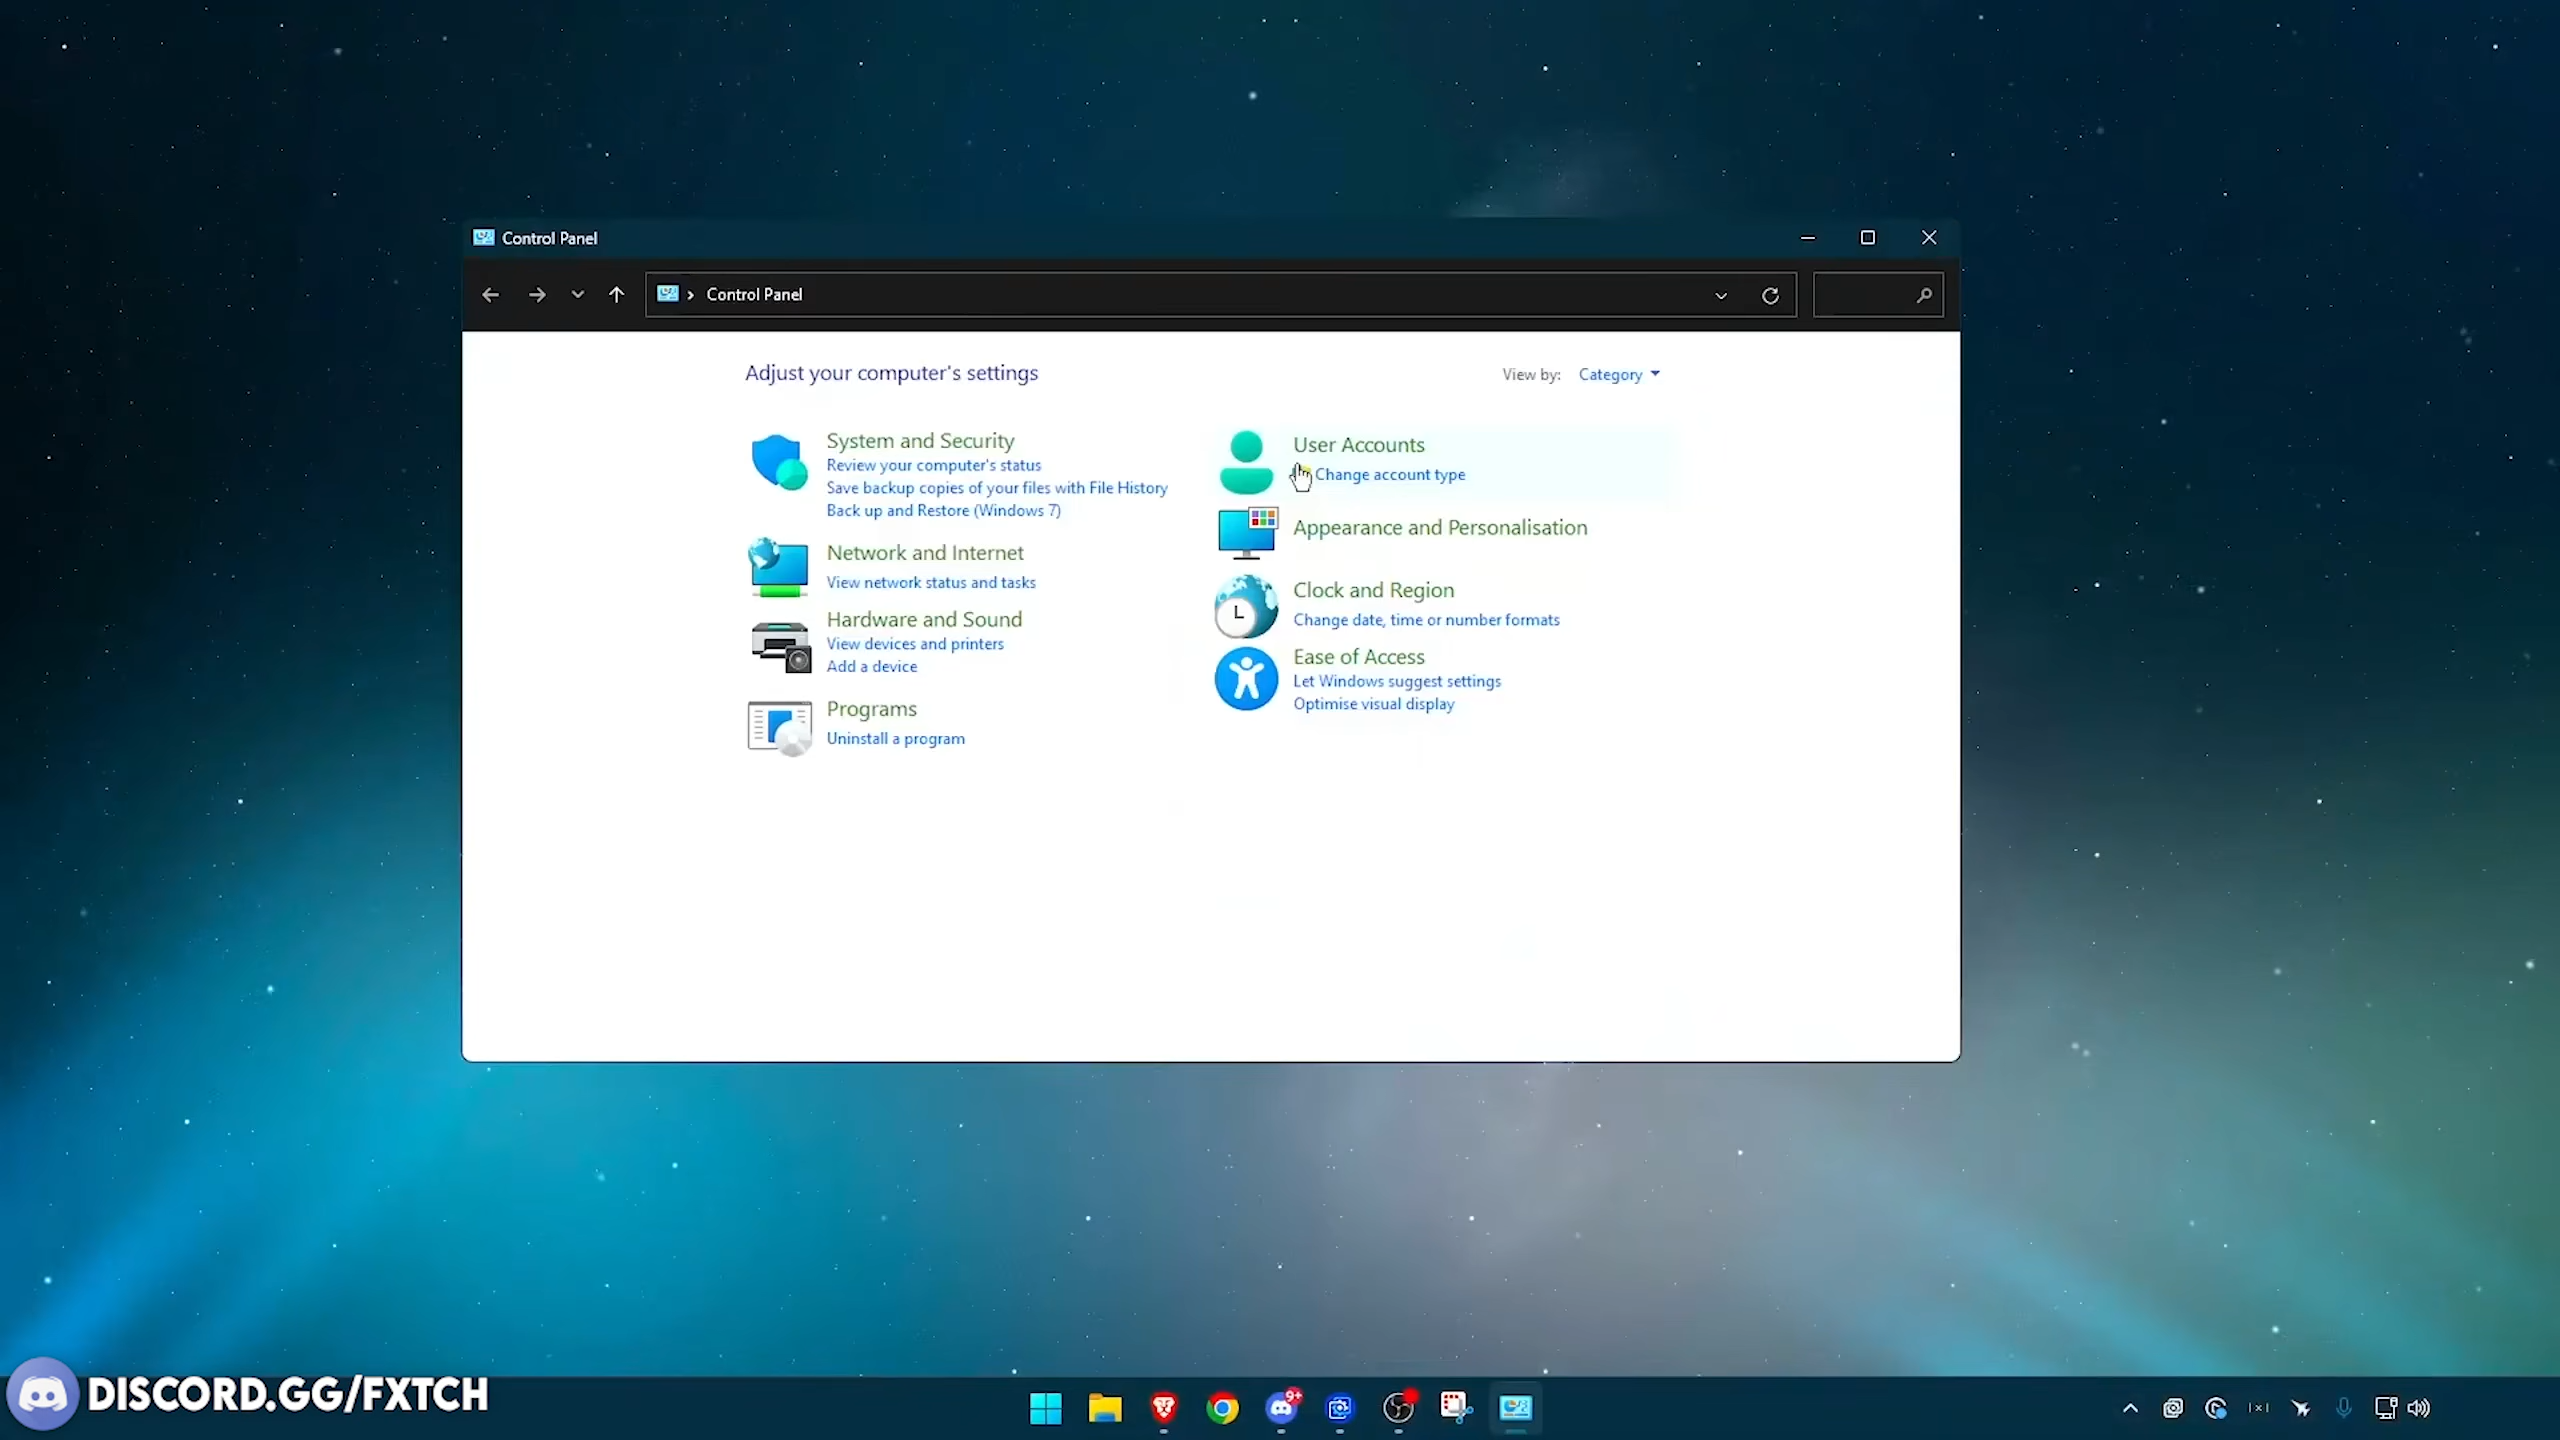 Control Panel
Control Panel
Adjust your computer's settings
View by: Category
System and Security
Review your computer's status
Save backup copies of your files with File History
Back up and Restore (Windows 7)
Network and Internet
View network status and tasks
Hardware and Sound
View devices and printers
Add a device
Programs
Uninstall a program
User Accounts
Change account type
Appearance and Personalisation
Clock and Region
Change date, time or number formats
Ease of Access
Let Windows suggest settings
Optimise visual display
DISCORD.GG/FXTCH
9+